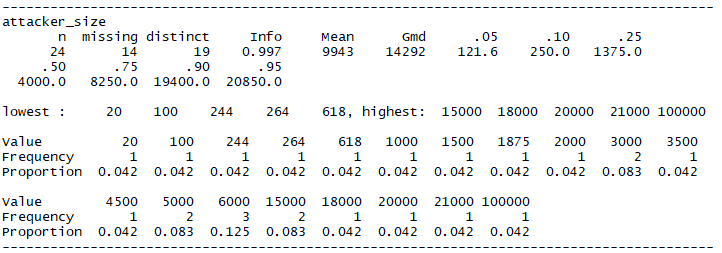 attacker_size
n missing distinct Info Mean Gmd .05 .10 .25
24 14 19 0.997 9943 14292 121.6 250.0 1375.0
.50 .75 .90 .95
4000.0 8250.0 19400.0 20850.0
lowest : 20 100 244 264 618, highest: 15000 18000 20000 21000 100000
Value 20 100 244 264 618 1000 1500 1875 2000 3000 3500
Frequency 1 1 1 1 1 1 1 1 1 2 1
Proportion 0.042 0.042 0.042 0.042 0.042 0.042 0.042 0.042 0.042 0.083 0.042
Value 4500 5000 6000 15000 18000 20000 21000 100000
Frequency 1 2 3 2 1 1 1 1
Proportion 0.042 0.083 0.125 0.083 0.042 0.042 0.042 0.042